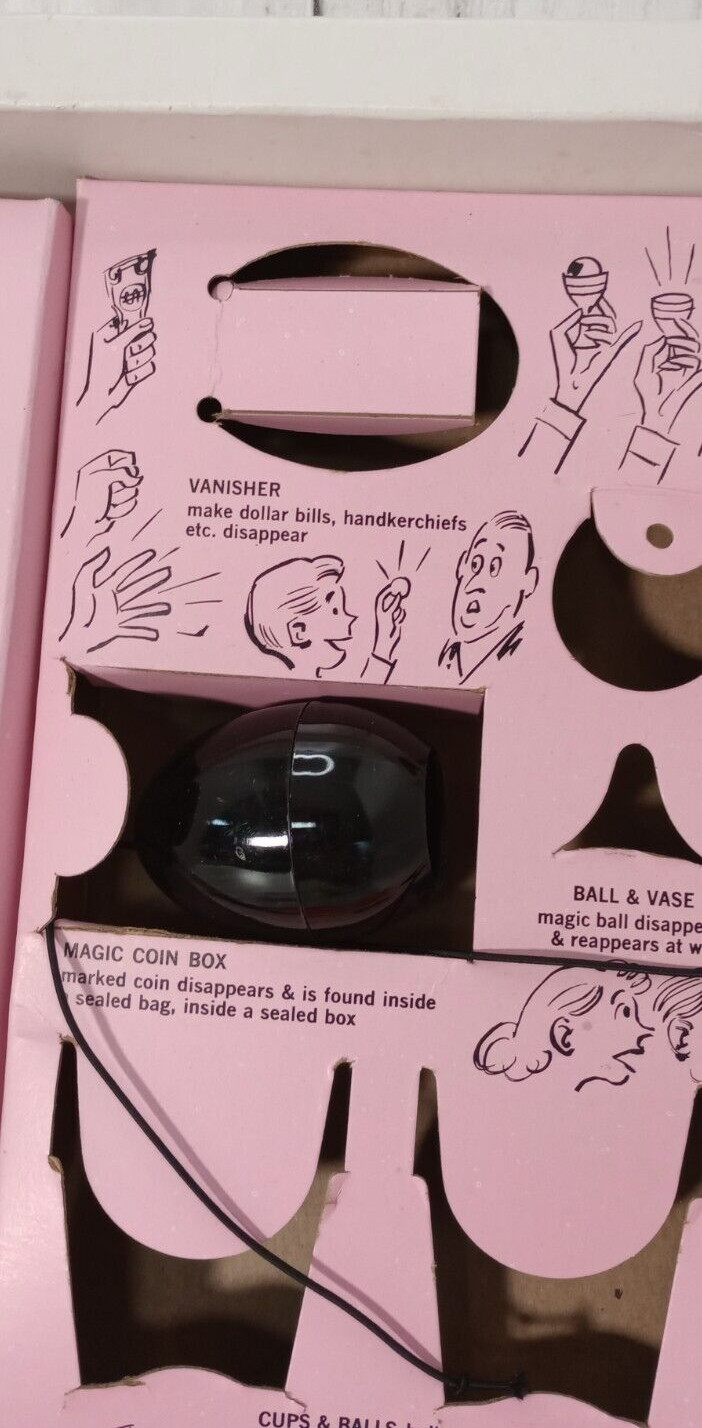 VANISHER
make dollar bills, handkerchiefs
etc. disappear
BALL & VASE
magic ball
& reappears at
MAGIC COIN BOX
marked coin disappears & is found inside
sealed bag, inside a sealed box
CUPS & BALLS